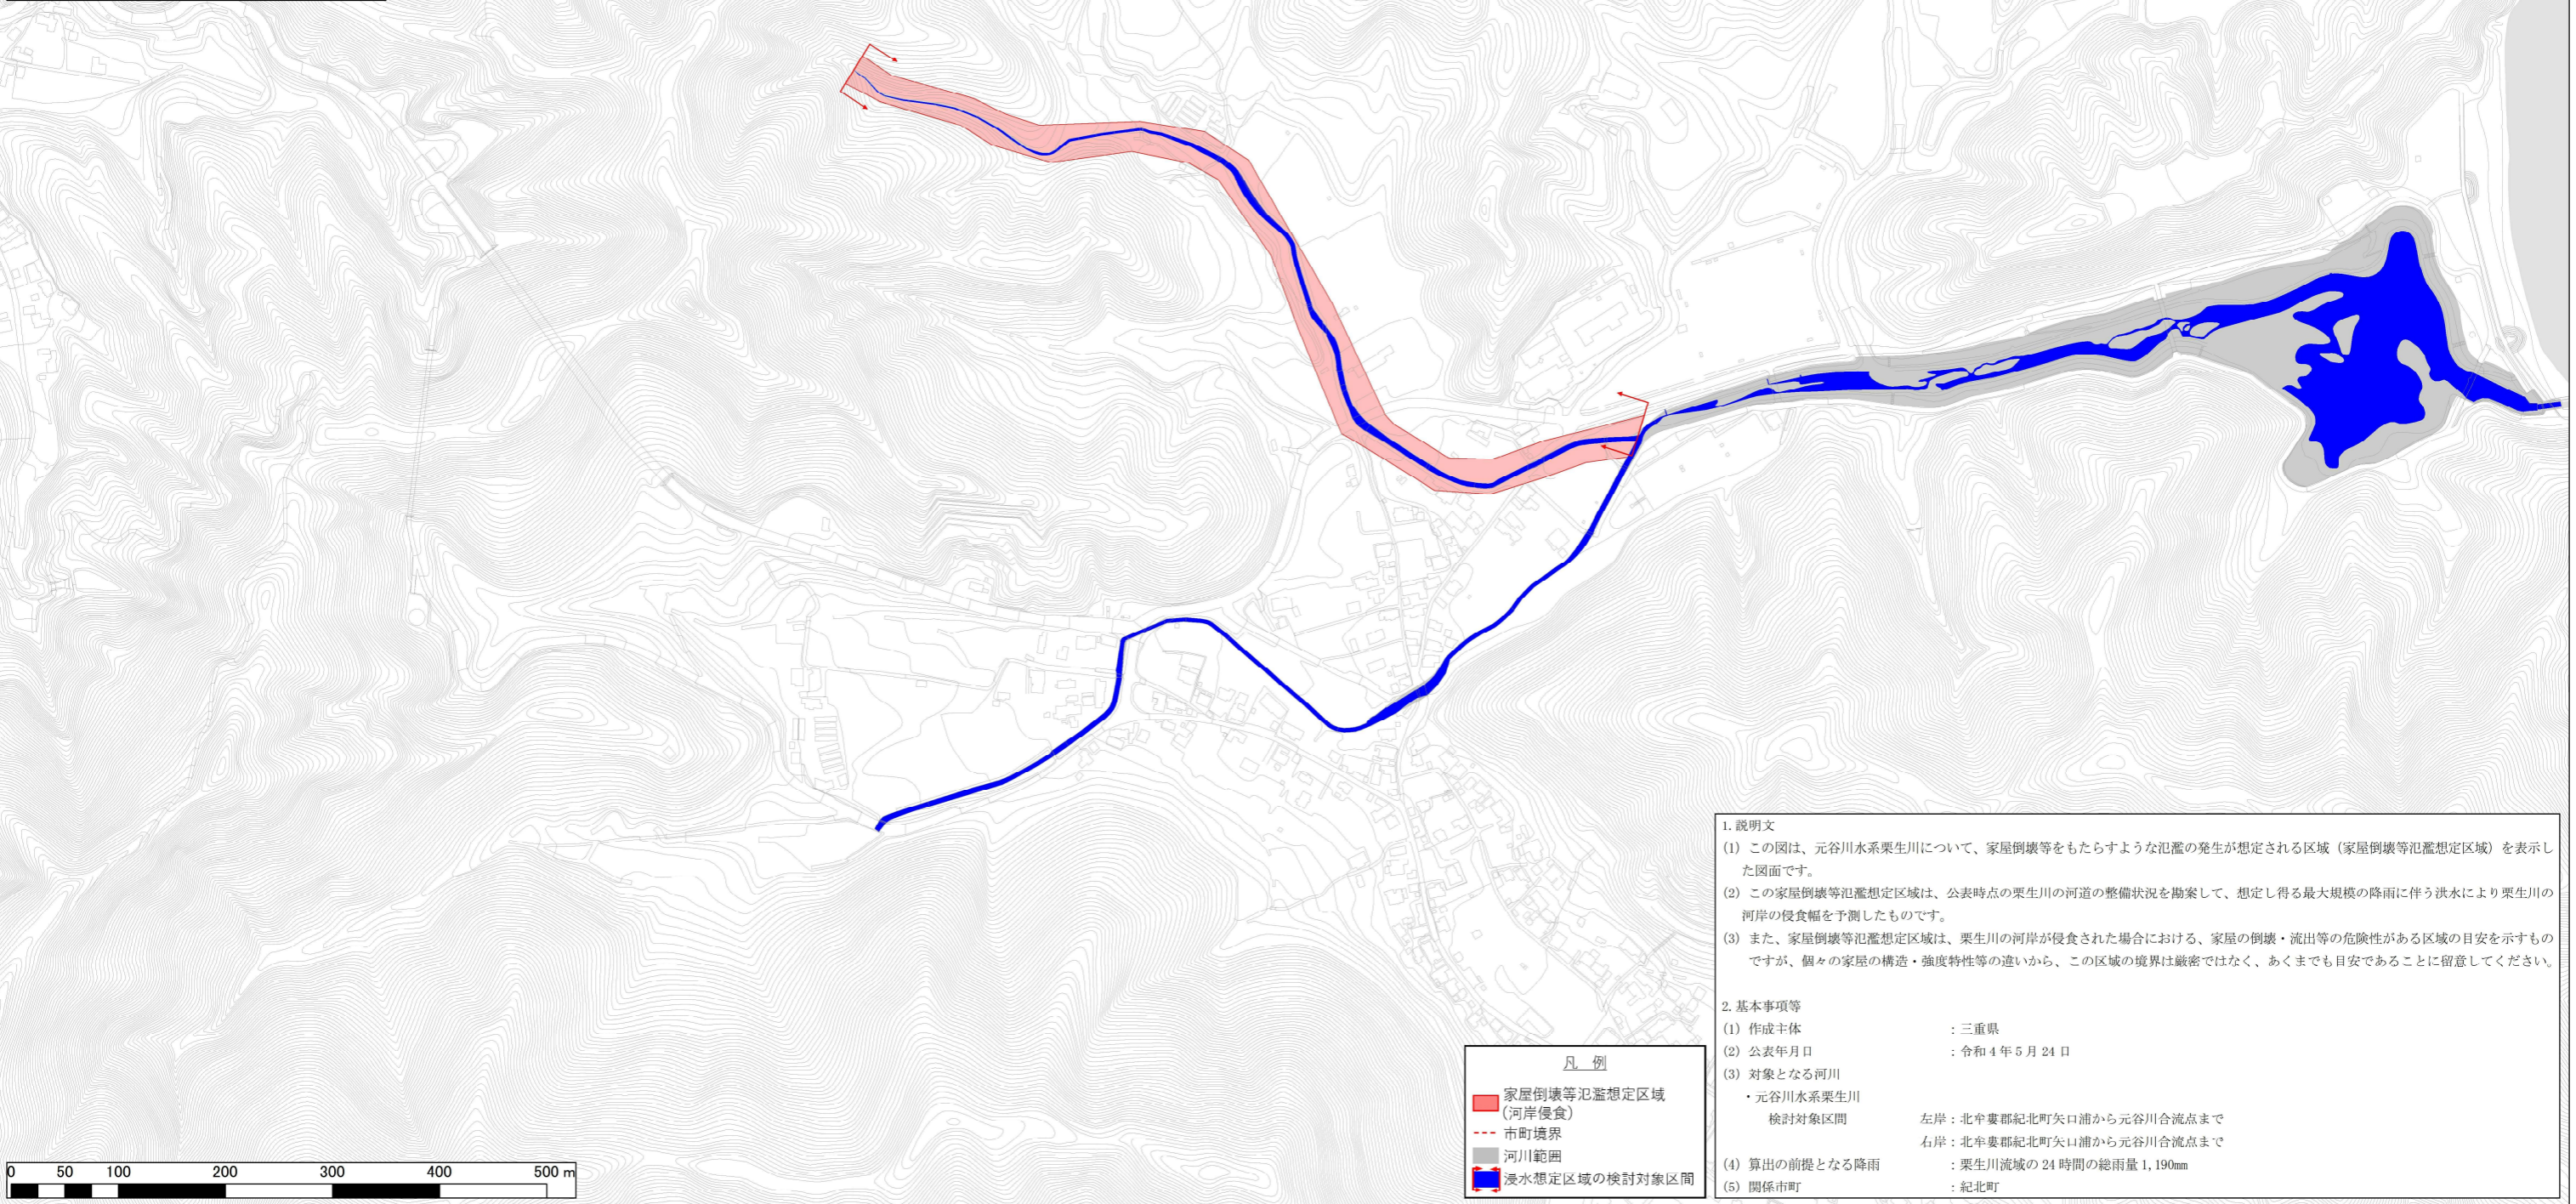 1. 説明文
(1) この図は、元谷川水系栗生川について、家屋倒壊等をもたらすような氾濫の発生が想定される区域（家屋倒壊等氾濫想定区域）を表示し
た図面です。
(2) この家屋倒壊等氾濫想定区域は、公表時点の栗生川の河道の整備状況を勘案して、想定し得る最大規模の降雨に伴う洪水により栗生川の
河岸の侵食幅を予測したものです。
(3) また、家屋倒壊等氾濫想定区域は、栗生川の河岸が侵食された場合における、家屋の倒壊・流出等の危険性がある区域の目安を示すもの
ですが、個々の家屋の構造・強度特性等の違いから、この区域の境界は厳密ではなく、あくまでも目安であることに留意してください。
2. 基本事項等
(1) 作成主体 : 三重県
(2) 公表年月日 : 令和4年5月24日
(3) 対象となる河川
・元谷川水系栗生川
検討対象区間 左岸：北牟婁郡紀北町矢口浦から元谷川合流点まで
右岸：北牟婁郡紀北町矢口浦から元谷川合流点まで
(4) 算出の前提となる降雨 : 栗生川流域の24時間の総雨量1,190mm
(5) 関係市町 : 紀北町
凡 例
家屋倒壊等氾濫想定区域
(河岸侵食)
市町境界
河川範囲
浸水想定区域の検討対象区間
0 50 100 200 300 400 500 m